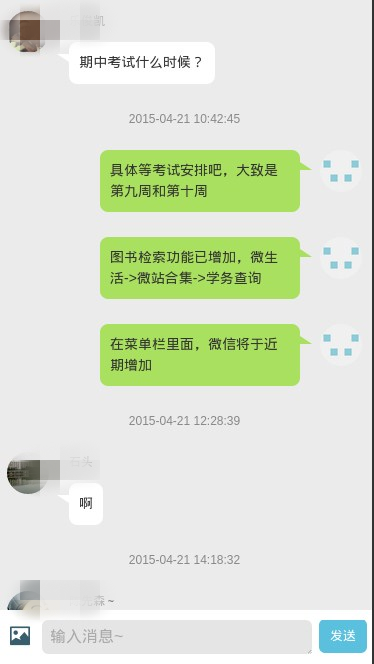 期中考试什么时候？
2015-04-21 10:42:45
具体等考试安排吧，大致是
第九周和第十周
图书检索功能已增加，微生
活->微站合集->学务查询
在菜单栏里面，微信将于近
期增加
2015-04-21 12:28:39
石头
啊
2015-04-21 14:18:32
森~
输入消息~
发送